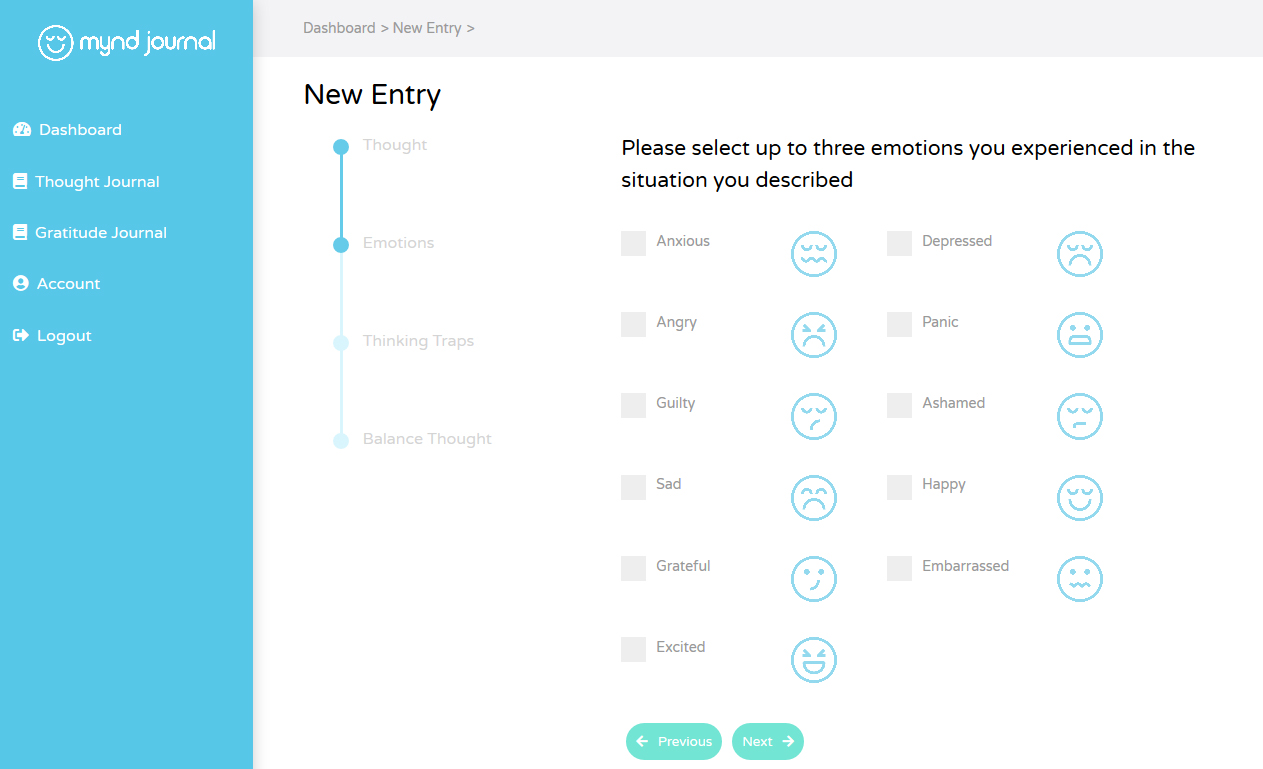 mynd journal
Dashboard
Thought Journal
Gratitude Journal
Account
Logout
Dashboard > New Entry >
New Entry
Thought
Emotions
Thinking Traps
Balance Thought
Please select up to three emotions you experienced in the
situation you described
Anxious
Depressed
Angry
Panic
Guilty
Ashamed
Sad
Happy
Grateful
Embarrassed
Excited
Previous
Next